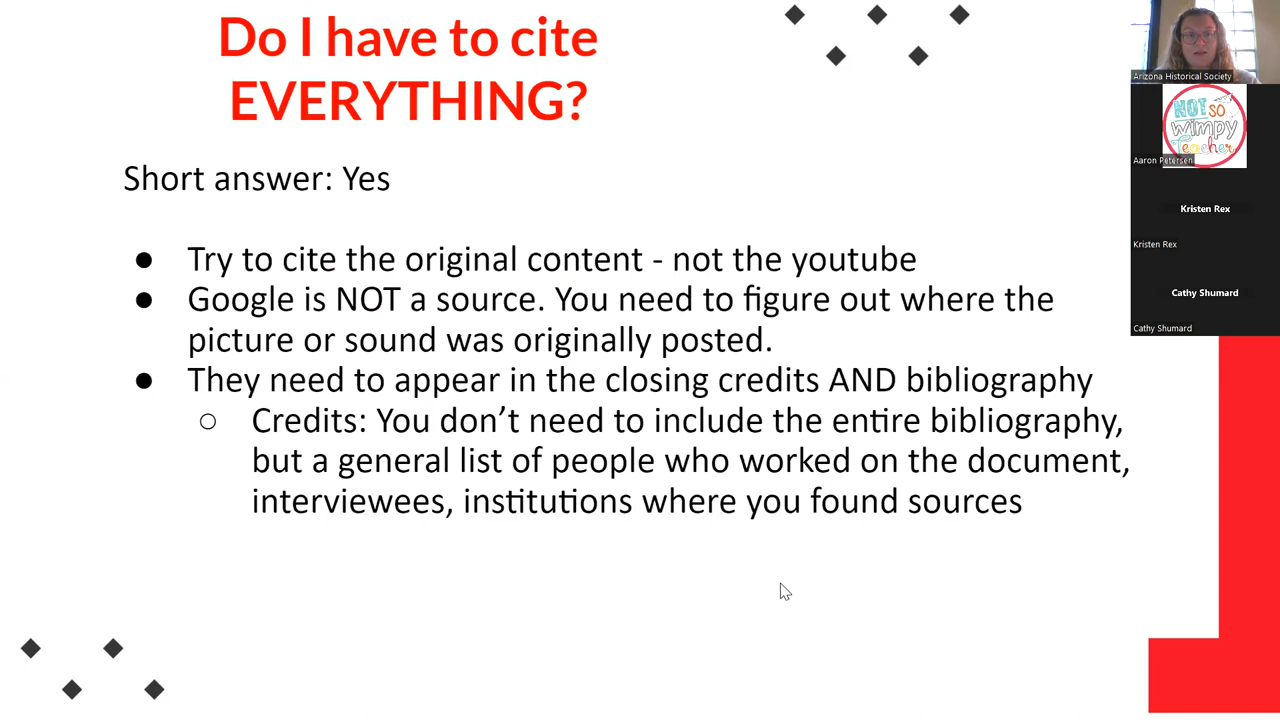 Do I have to cite
EVERYTHING?
Short answer: Yes
● Try to cite the original content - not the youtube
● Google is NOT a source. You need to figure out where the
picture or sound was originally posted.
● They need to appear in the closing credits AND bibliography
○ Credits: You don’t need to include the entire bibliography,
but a general list of people who worked on the document,
interviewees, institutions where you found sources
Arizona Historical Society
NOT SO
wimpy
Teacher
Aaron Petersen
Kristen Rex
Kristen Rex
Cathy Shumard
Cathy Shumard